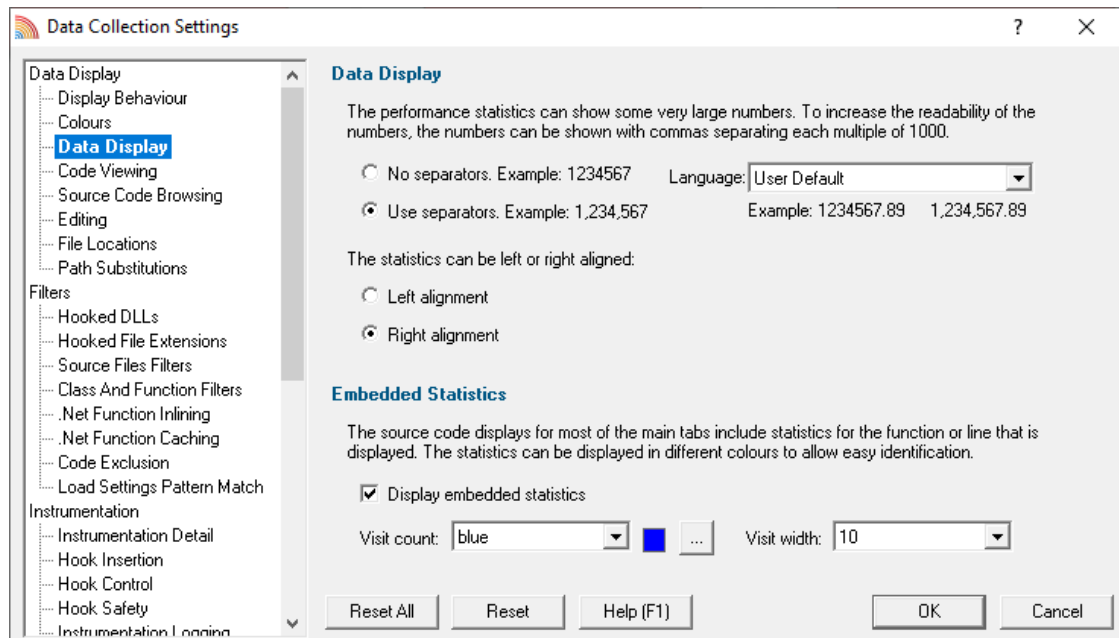 Data Collection Settings
?
Data Display
Display Behaviour
Colours
Data Display
Code Viewing
Source Code Browsing
Editing
File Locations
Path Substitutions
Filters
Hooked DLLs
Hooked File Extensions
Source Files Filters
Class And Function Filters
.Net Function Inlining
.Net Function Caching
Code Exclusion
Load Settings Pattern Match
Instrumentation
Instrumentation Detail
Hook Insertion
Hook Control
Hook Safety
Instrumentation Logging
Data Display
The performance statistics can show some very large numbers. To increase the readability of the
numbers, the numbers can be shown with commas separating each multiple of 1000.
No separators. Example: 1234567
Language: User Default
Use separators. Example: 1,234,567
Example: 1234567.89 1,234,567.89
The statistics can be left or right aligned:
Left alignment
Right alignment
Embedded Statistics
The source code displays for most of the main tabs include statistics for the function or line that is
displayed. The statistics can be displayed in different colours to allow easy identification.
Display embedded statistics
Visit count: blue ... Visit width: 10
Reset All Reset Help (F1) OK Cancel